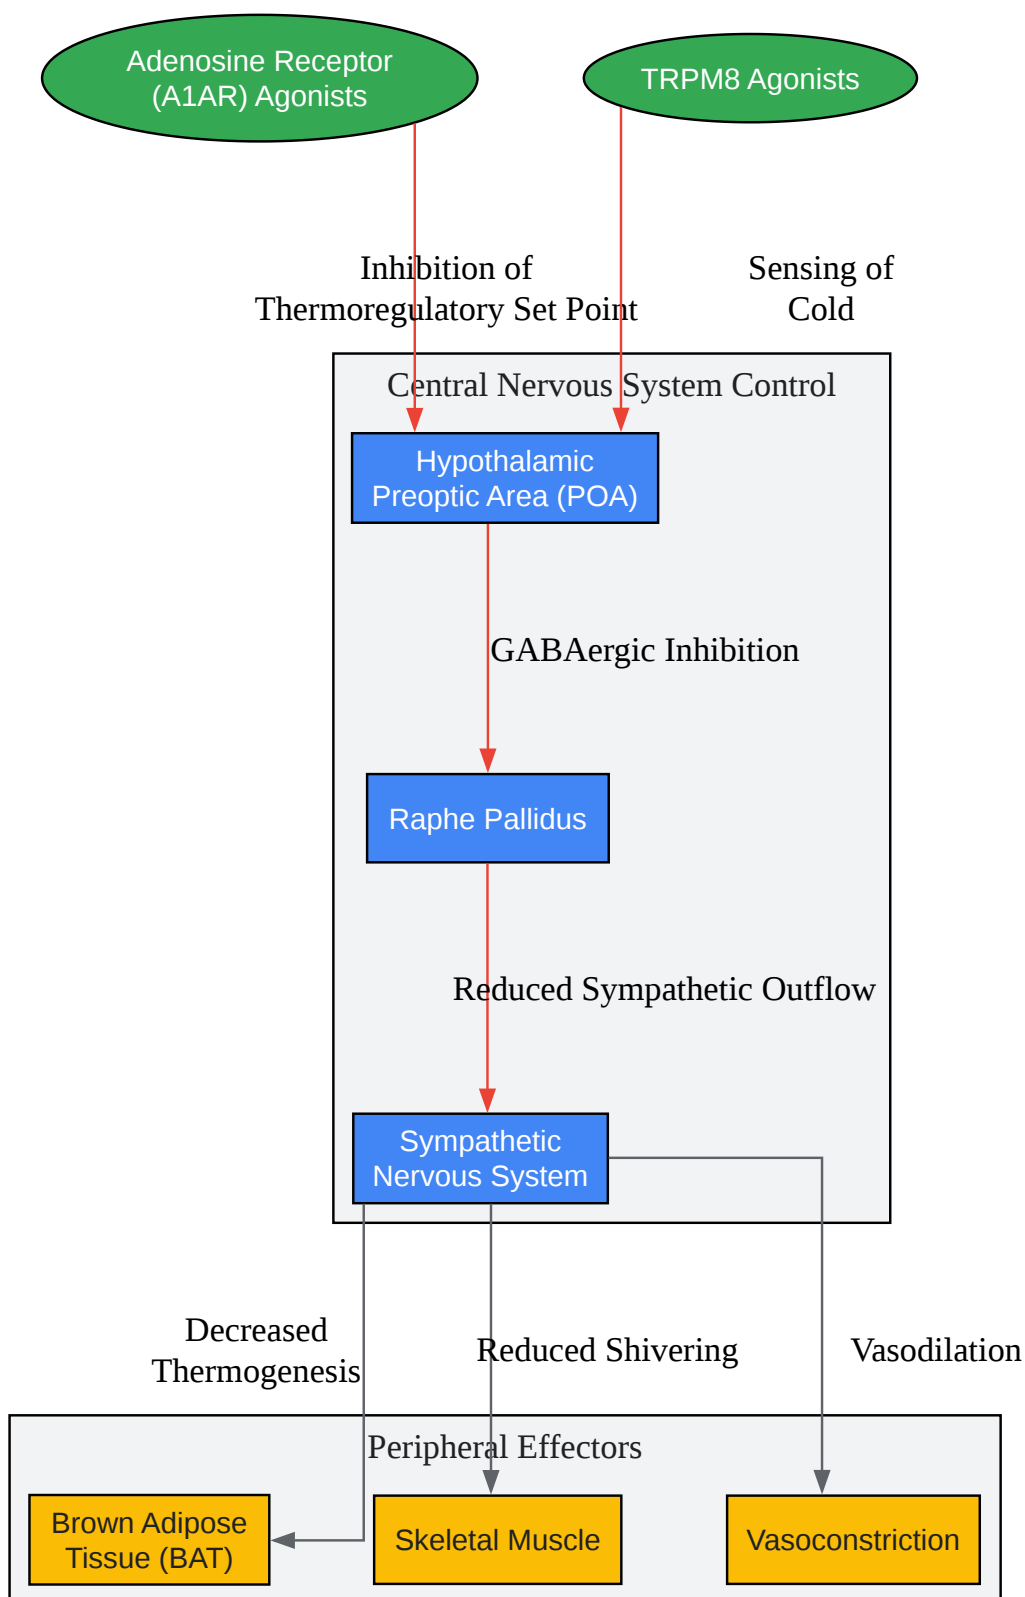 Adenosine Receptor
(A1AR) Agonists
TRPM8 Agonists
Inhibition of
Thermoregulatory Set Point
Sensing of
Cold
Central Nervous System Control
Hypothalamic
Preoptic Area (POA)
GABAergic Inhibition
Raphe Pallidus
Reduced Sympathetic Outflow
Sympathetic
Nervous System
Decreased
Thermogenesis
Reduced Shivering
Vasodilation
Peripheral Effectors
Brown Adipose
Tissue (BAT)
Skeletal Muscle
Vasoconstriction